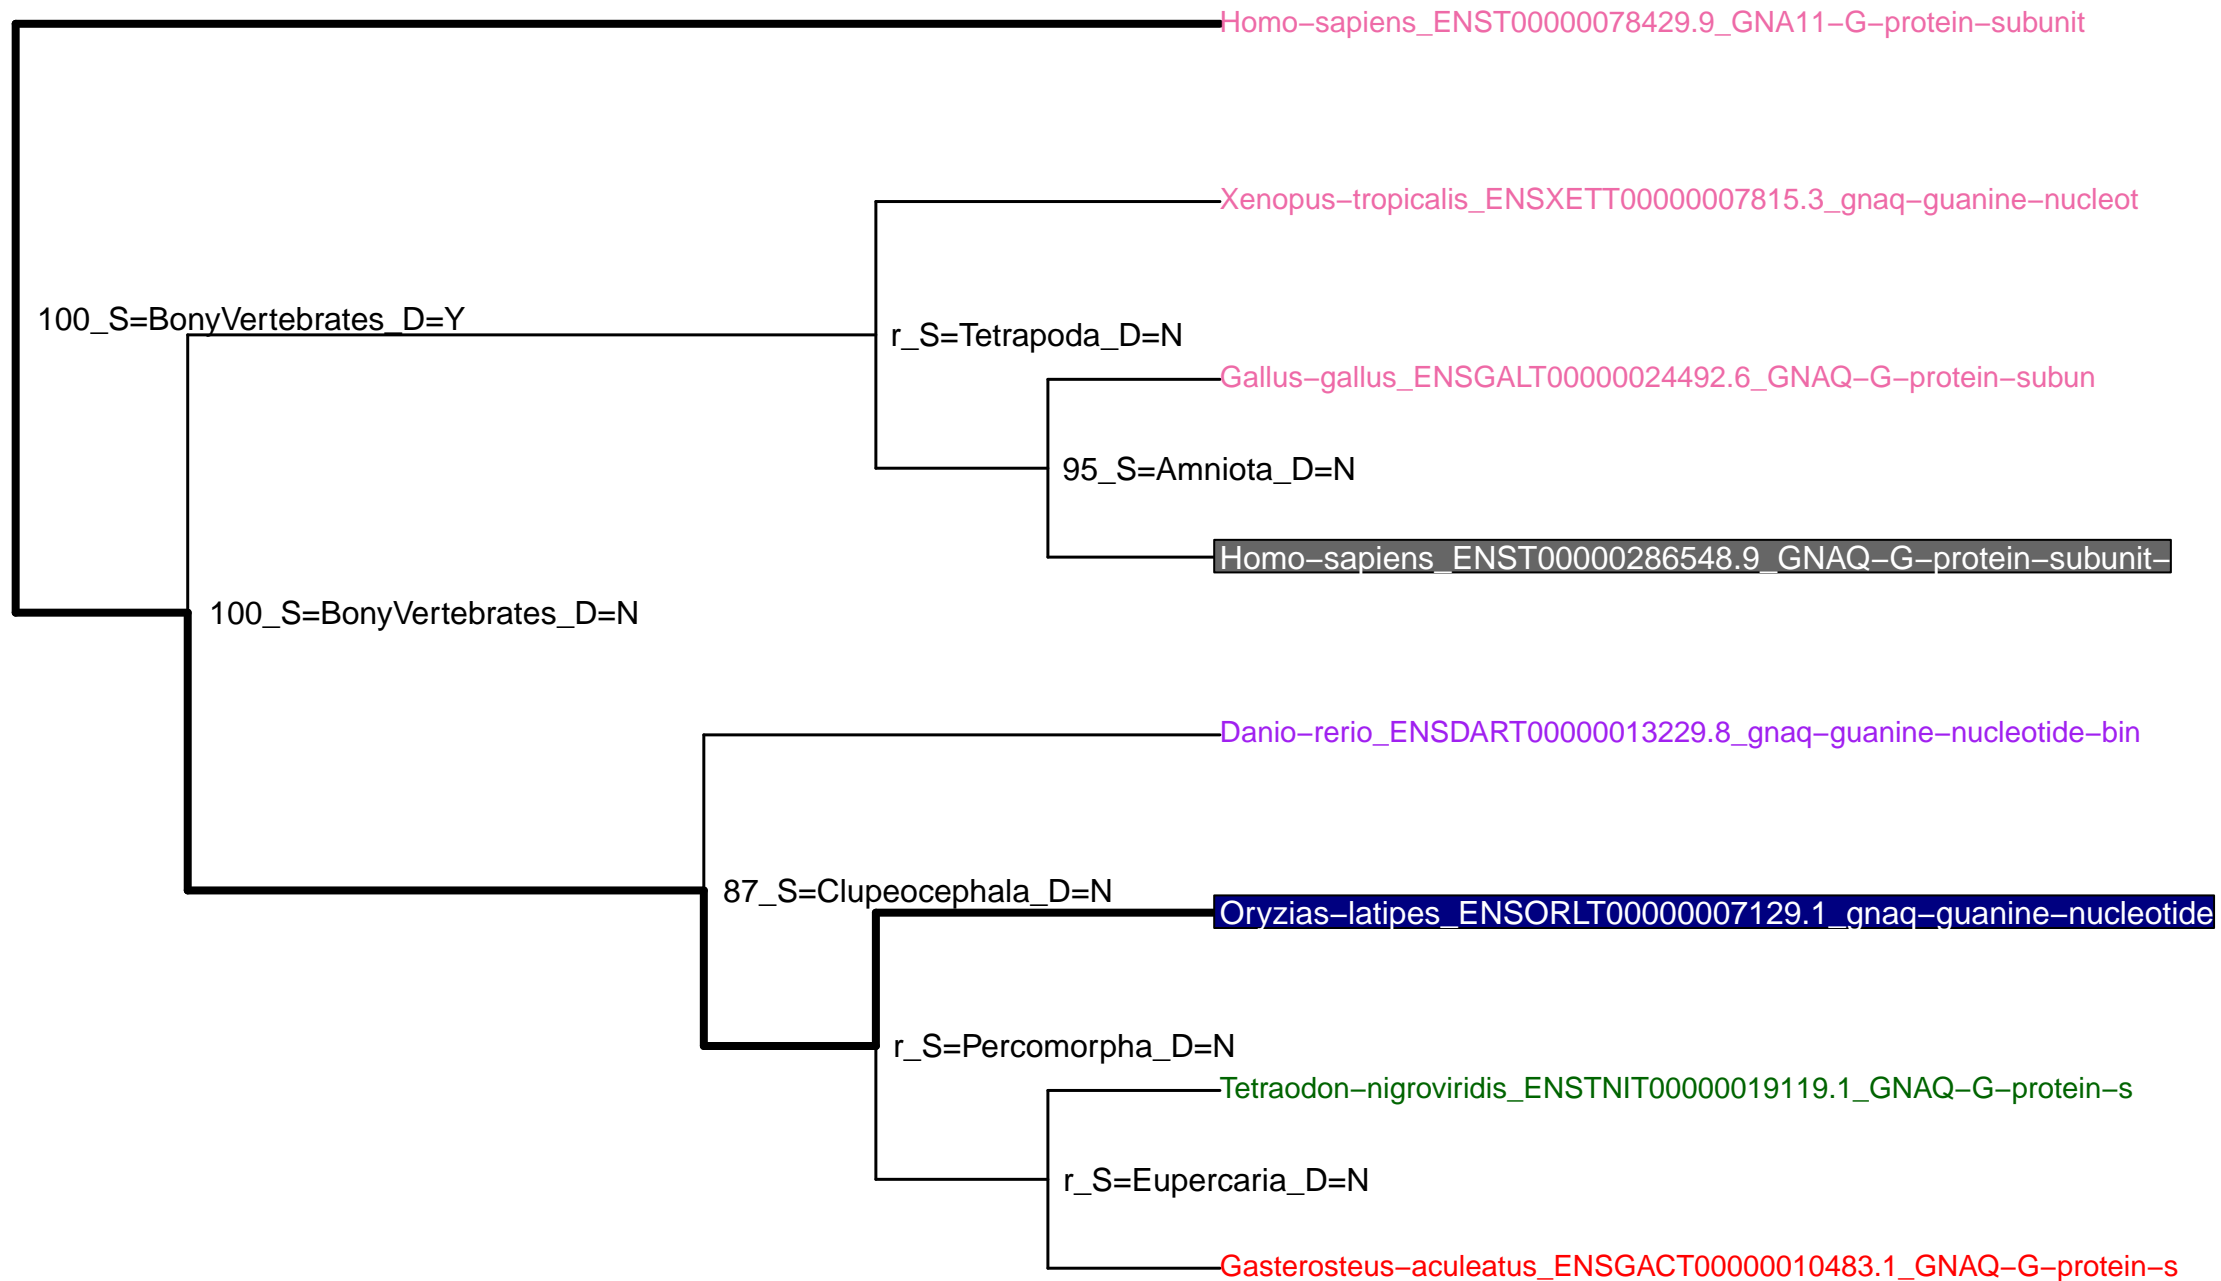 Homo−sapiens_ENST00000078429.9_GNA11−G−protein−subunit
Xenopus−tropicalis_ENSXETT00000007815.3_gnaq−guanine−nucleot
100_S=BonyVertebrates_D=Y
r_S=Tetrapoda_D=N
Gallus−gallus_ENSGALT00000024492.6_GNAQ−G−protein−subun
95_S=Amniota_D=N
Homo−sapiens_ENST00000286548.9_GNAQ−G−protein−subunit−
100_S=BonyVertebrates_D=N
Danio−rerio_ENSDART00000013229.8_gnaq−guanine−nucleotide−bin
87_S=Clupeocephala_D=N
Oryzias−latipes_ENSORLT00000007129.1_gnaq−guanine−nucleotide
r_S=Percomorpha_D=N
Tetraodon−nigroviridis_ENSTNIT00000019119.1_GNAQ−G−protein−s
r_S=Eupercaria_D=N
Gasterosteus−aculeatus_ENSGACT00000010483.1_GNAQ−G−protein−s